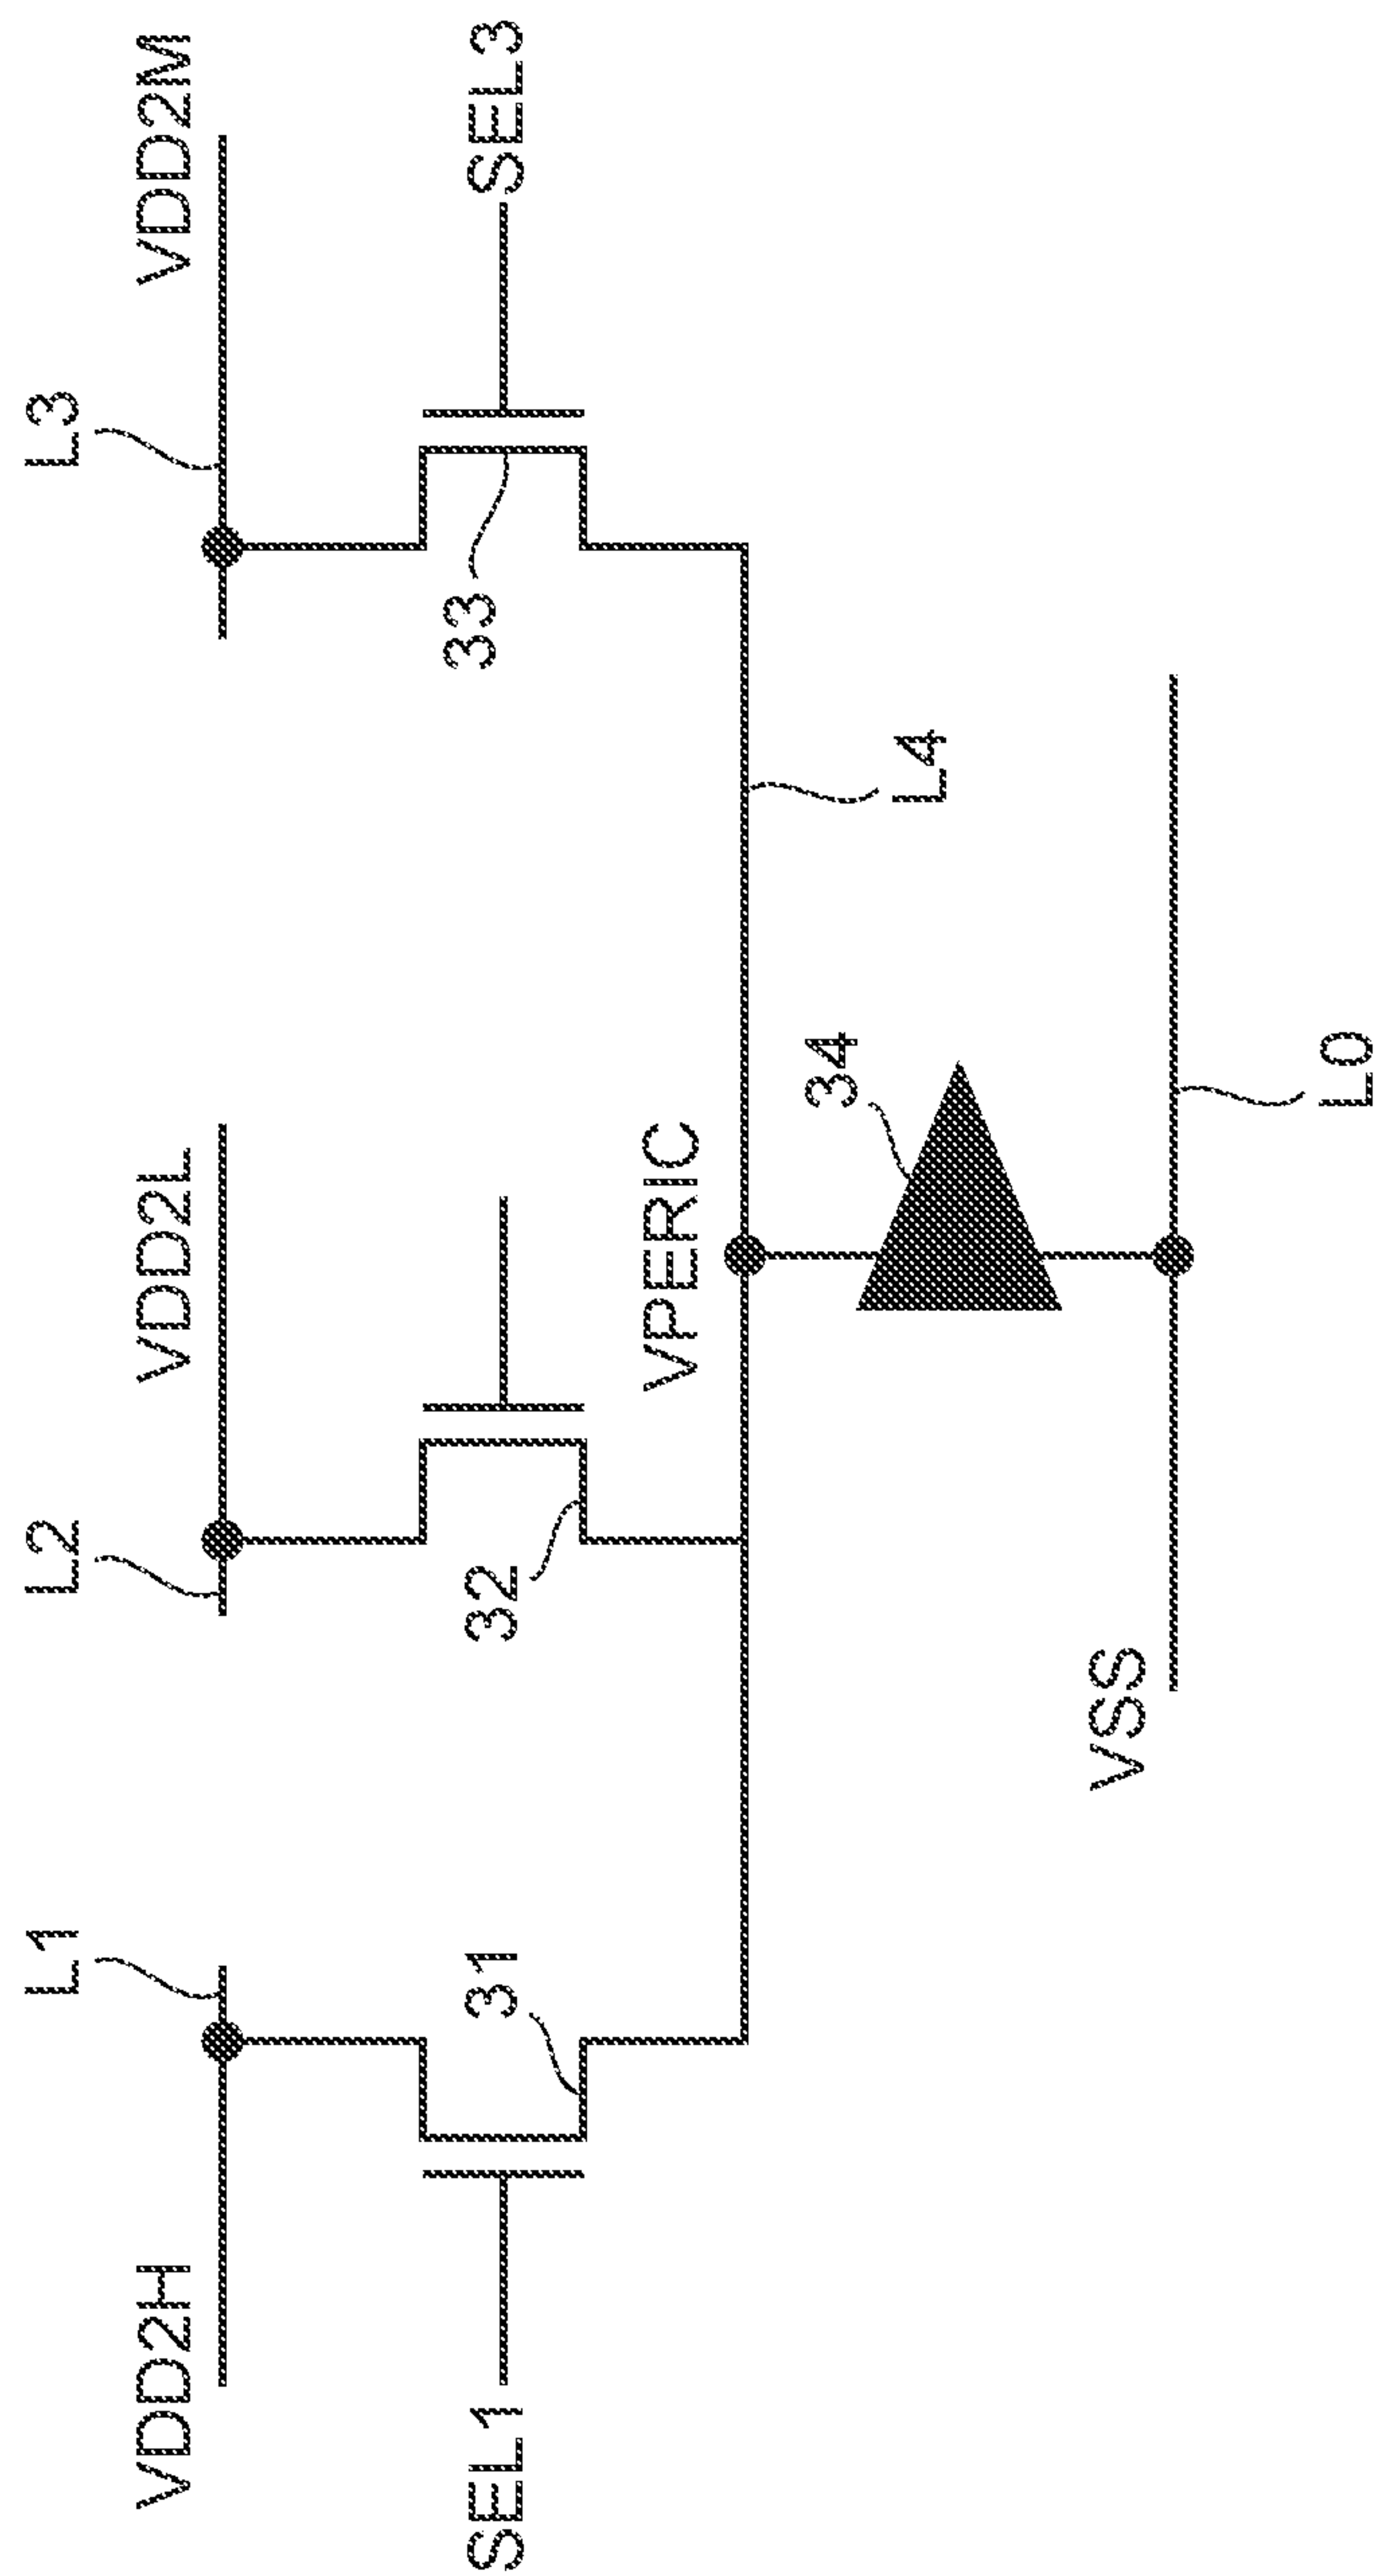 L1
L2
L3
VDD2H
VDD2L
VDD2M
SEL1
31
32
33
SEL3
VPERIC
34
L4
VSS
L0